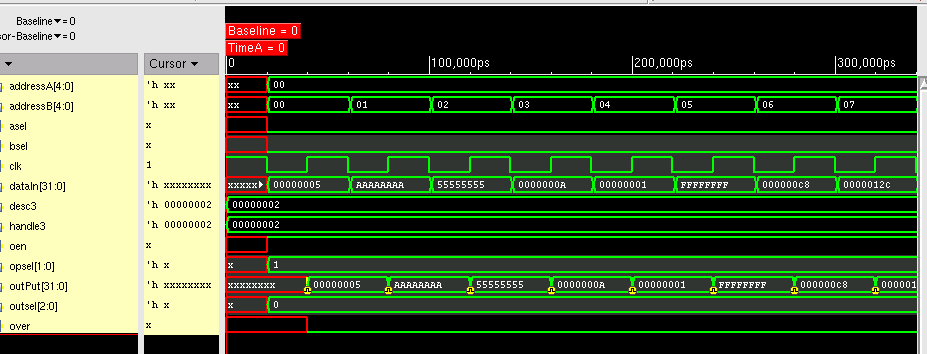 Baseline▼=0
sor-Baseline▼=0
Baseline = 0
TimeA = 0
Cursor ▼
0 100,000ps 200,000ps 300,000ps
addressA[4:0] 'h xx xx 00
addressB[4:0] 'h xx xx 00 01 02 03 04 05 06 07
asel x
bsel x
clk 1
dataIn[31:0] 'h xxxxxxxx xxxxx 00000005 AAAAAAAA 55555555 0000000A 00000001 FFFFFFFF 000000c8 0000012c
desc3 'h 00000002 00000002
handle3 'h 00000002 00000002
oen x
opsel[1:0] 'h x x 1
outPut[31:0] 'h xxxxxxxx xxxxxxxx 00000005 AAAAAAAA 55555555 0000000A 00000001 FFFFFFFF 000000c8 000001
outsel[2:0] 'h x x 0
over x